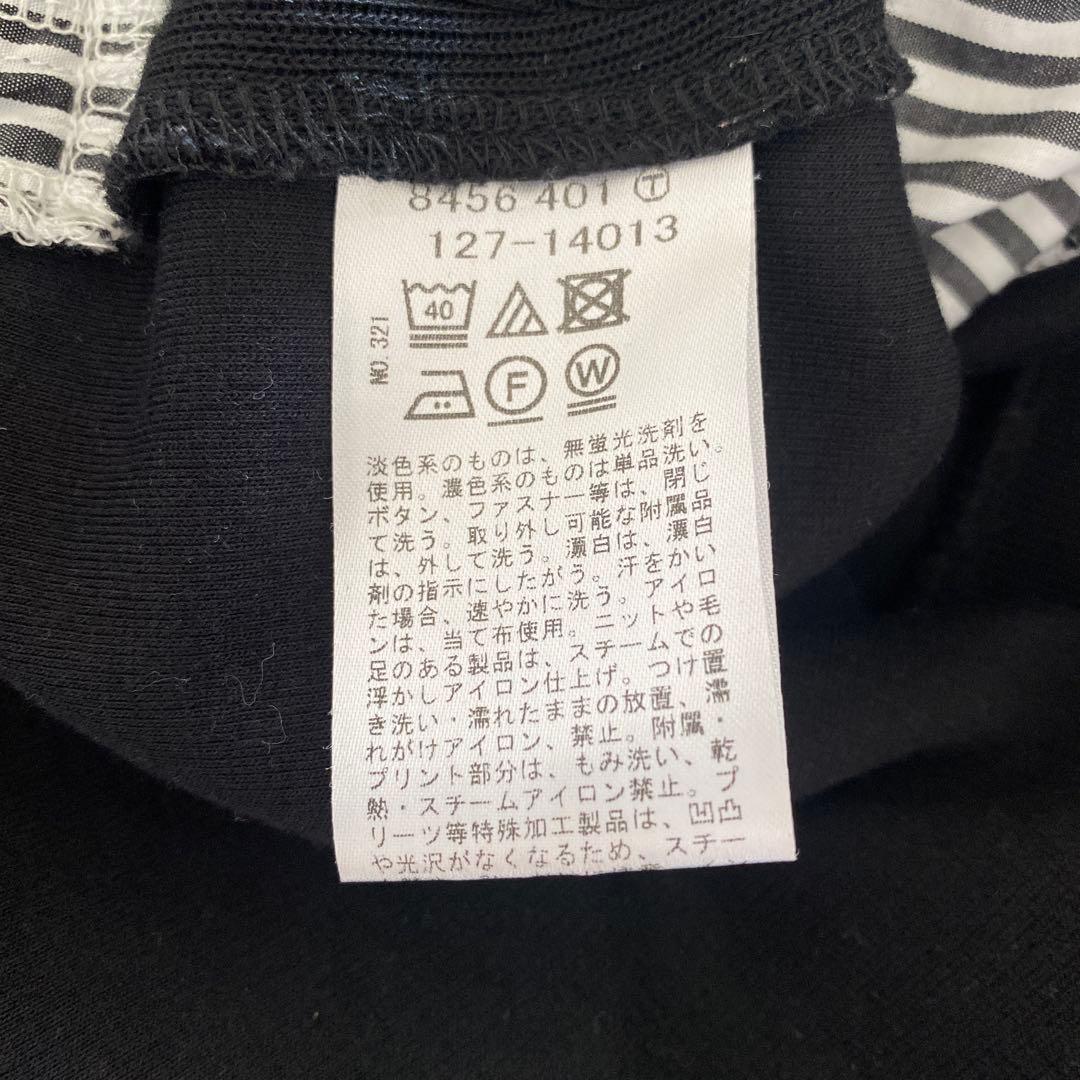 8456 401 Ⓣ
127-14013
NO.321
40
F
W
淡色系のものは、無蛍光洗剤を
使用。濃色系のものは単品洗い。
ボタン、ファスナー等は、閉じ
て洗う。取り外し可能な附属品
は、外して洗う。漂白は、漂白
剤の指示にしたがう。汗をかい
た場合、速やかに洗う。アイロ
ンは、当て布使用。ニットや毛
足のある製品は、スチームでの
浮かしアイロン仕上げ。つけ置
き洗い・濡れたままの放置、濡
れがけアイロン、禁止。附属・
プリント部分は、もみ洗い、乾
熱・スチームアイロン禁止。プ
リーツ等特殊加工製品は、凹凸
や光沢がなくなるため、スチー